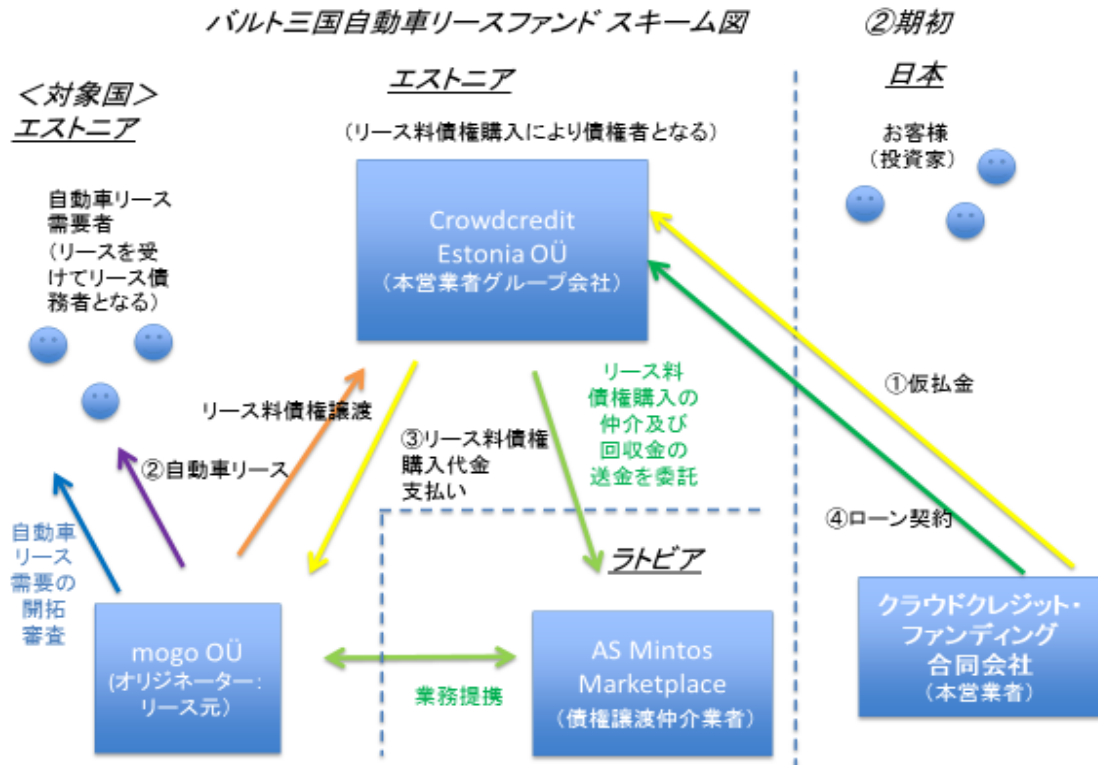 バルト三国自動車リースファンド スキーム図
②期初
＜対象国＞
エストニア
エストニア
日本
（リース料債権購入により債権者となる）
お客様
（投資家）
自動車リース
需要者
（リースを受
けてリース債
務者となる）
Crowdcredit
Estonia OÜ
（本営業者グループ会社）
リース料債権譲渡
②自動車リース
③リース料債権
購入代金
支払い
リース料
債権購入の
仲介及び
回収金の
送金を委託
①仮払金
④ローン契約
自動車
リース
需要の
開拓
審査
ラトビア
mogo OÜ
（オリジネーター：
リース元）
業務提携
AS Mintos
Marketplace
（債権譲渡仲介業者）
クラウドクレジット・
ファンディング
合同会社
（本営業者）